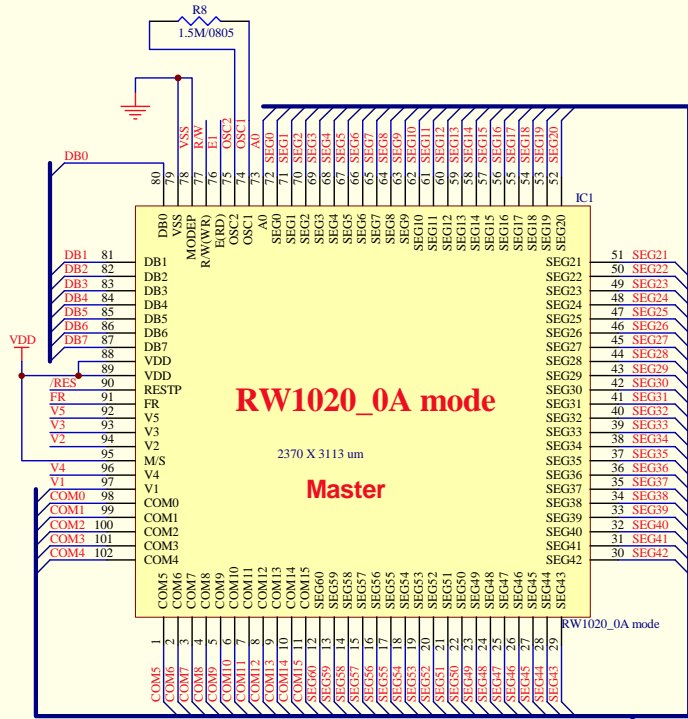 R8
1.5M/0805
VSS
R/W
E1
OSC2
OSC1
A0
SEG0
SEG1
SEG2
SEG3
SEG4
SEG5
SEG6
SEG7
SEG8
SEG9
SEG10
SEG11
SEG12
SEG13
SEG14
SEG15
SEG16
SEG17
SEG18
SEG19
SEG20
DB0
80
79
78
77
76
75
74
73
72
71
70
69
68
67
66
65
64
63
62
61
60
59
58
57
56
55
54
53
52
IC1
DB0
VSS
MODEP
R/W(WR)
E(RD)
OSC2
OSC1
A0
SEG0
SEG1
SEG2
SEG3
SEG4
SEG5
SEG6
SEG7
SEG8
SEG9
SEG10
SEG11
SEG12
SEG13
SEG14
SEG15
SEG16
SEG17
SEG18
SEG19
SEG20
DB1 81 DB1 SEG21 51 SEG21
DB2 82 DB2 SEG22 50 SEG22
DB3 83 DB3 SEG23 49 SEG23
DB4 84 DB4 SEG24 48 SEG24
DB5 85 DB5 SEG25 47 SEG25
DB6 86 DB6 SEG26 46 SEG26
DB7 87 DB7 SEG27 45 SEG27
VDD
88 VDD SEG28 44 SEG28
89 VDD SEG29 43 SEG29
/RES 90 RESTP SEG30 42 SEG30
FR 91 FR SEG31 41 SEG31
V5 92 V5 SEG32 40 SEG32
V3 93 V3 SEG33 39 SEG33
V2 94 V2 SEG34 38 SEG34
95 M/S SEG35 37 SEG35
V4 96 V4 SEG36 36 SEG36
V1 97 V1 SEG37 35 SEG37
COM0 98 COM0 SEG38 34 SEG38
COM1 99 COM1 SEG39 33 SEG39
COM2 100 COM2 SEG40 32 SEG40
COM3 101 COM3 SEG41 31 SEG41
COM4 102 COM4 SEG42 30 SEG42
RW1020_0A mode
2370 X 3113 um
Master
COM5
COM6
COM7
COM8
COM9
COM10
COM11
COM12
COM13
COM14
COM15
SEG60
SEG59
SEG58
SEG57
SEG56
SEG55
SEG54
SEG53
SEG52
SEG51
SEG50
SEG49
SEG48
SEG47
SEG46
SEG45
SEG44
SEG43
RW1020_0A mode
1
2
3
4
5
6
7
8
9
10
11
12
13
14
15
16
17
18
19
20
21
22
23
24
25
26
27
28
29
COM5
COM6
COM7
COM8
COM9
COM10
COM11
COM12
COM13
COM14
COM15
SEG60
SEG59
SEG58
SEG57
SEG56
SEG55
SEG54
SEG53
SEG52
SEG51
SEG50
SEG49
SEG48
SEG47
SEG46
SEG45
SEG44
SEG43